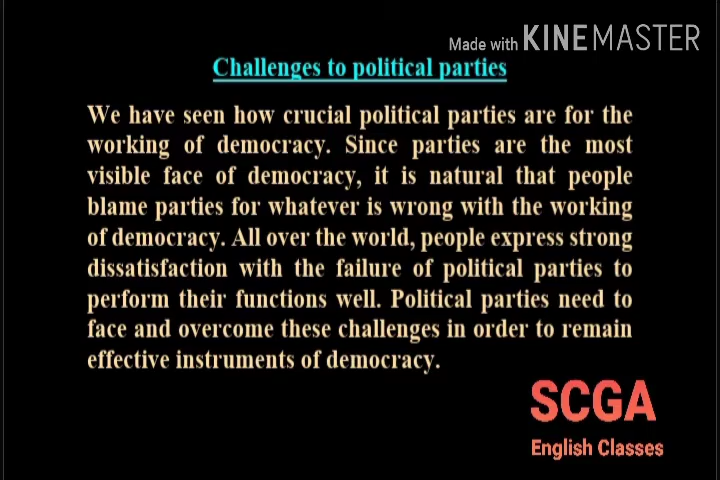 Made with KINEMASTER
Challenges to political parties
We have seen how crucial political parties are for the
working of democracy. Since parties are the most
visible face of democracy, it is natural that people
blame parties for whatever is wrong with the working
of democracy. All over the world, people express strong
dissatisfaction with the failure of political parties to
perform their functions well. Political parties need to
face and overcome these challenges in order to remain
effective instruments of democracy.
SCGA
English Classes